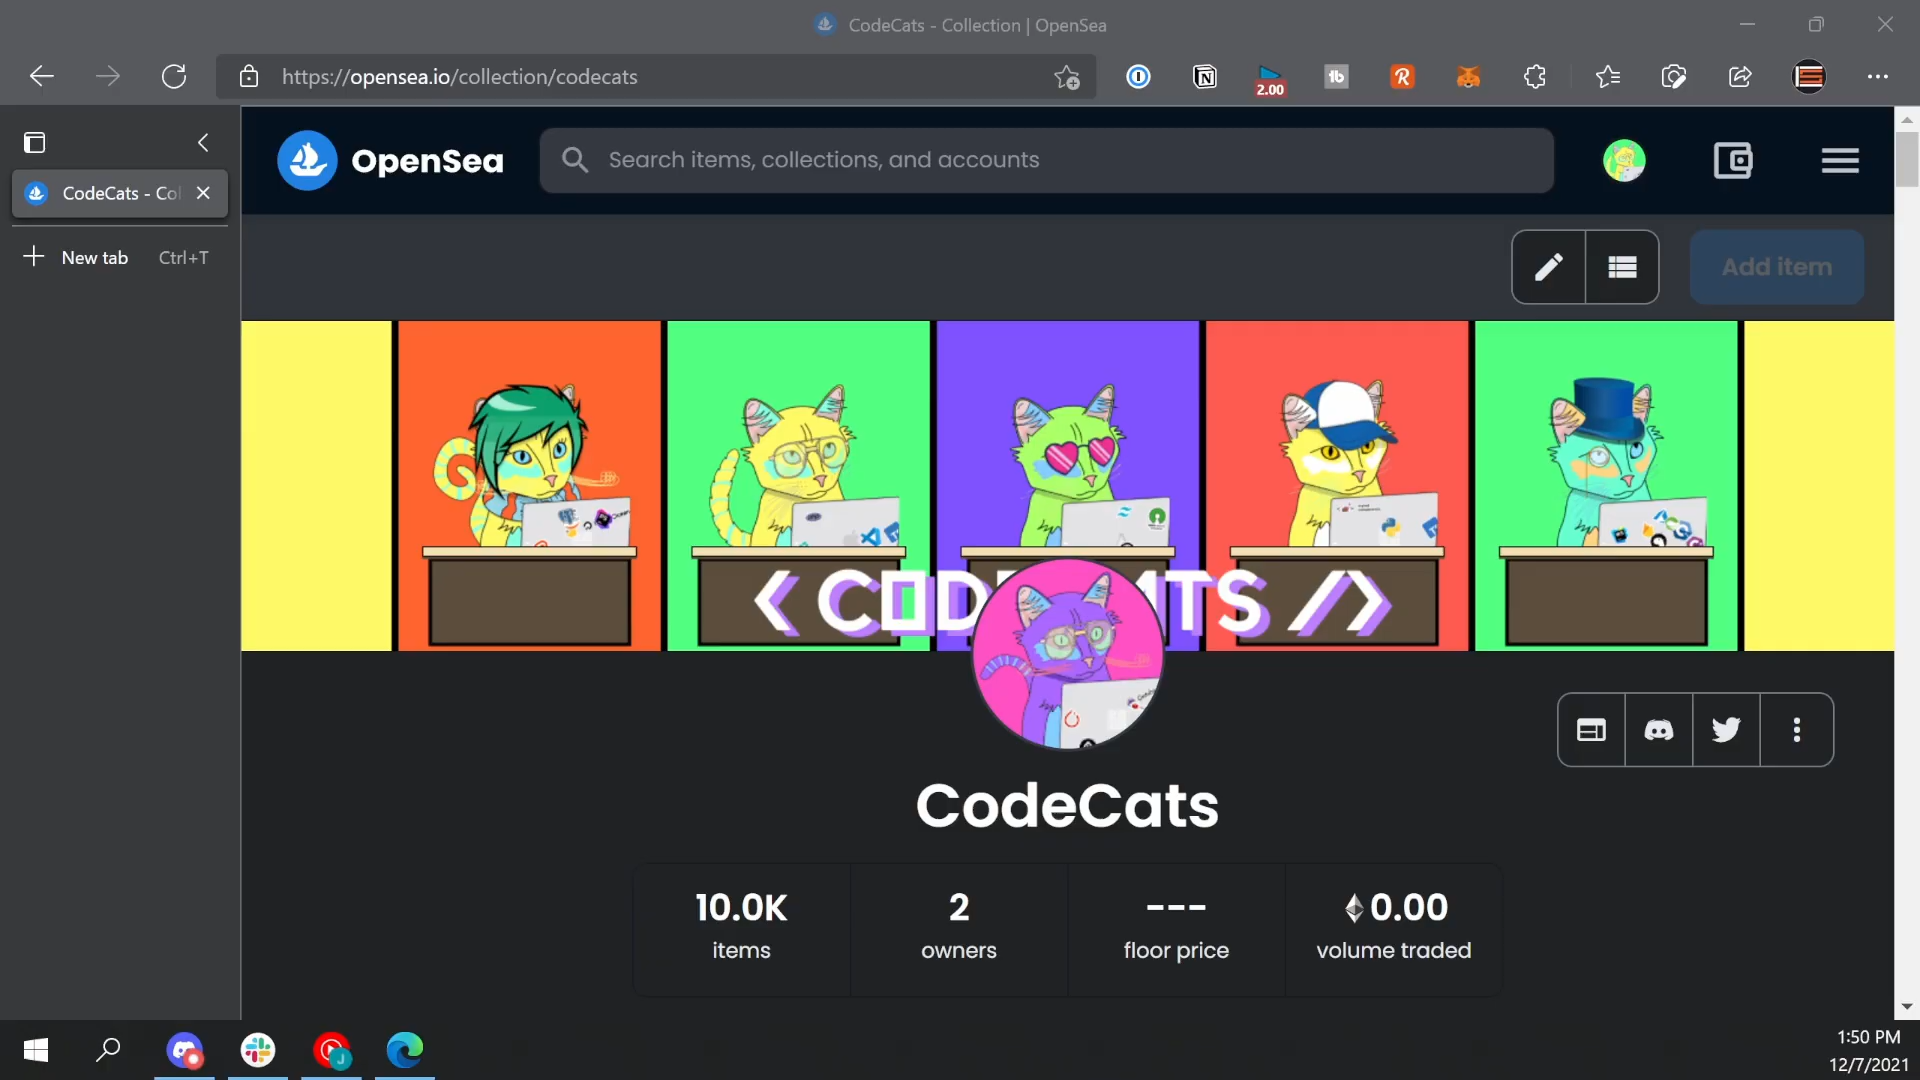 CodeCats - Collection | OpenSea
https://opensea.io/collection/codecats
2.00
1b
R
CodeCats - Col
New tab Ctrl+T
OpenSea
Search items, collections, and accounts
Add item
CodeCats
10.0K
items
2
owners
---
floor price
0.00
volume traded
J
1:50 PM
12/7/2021